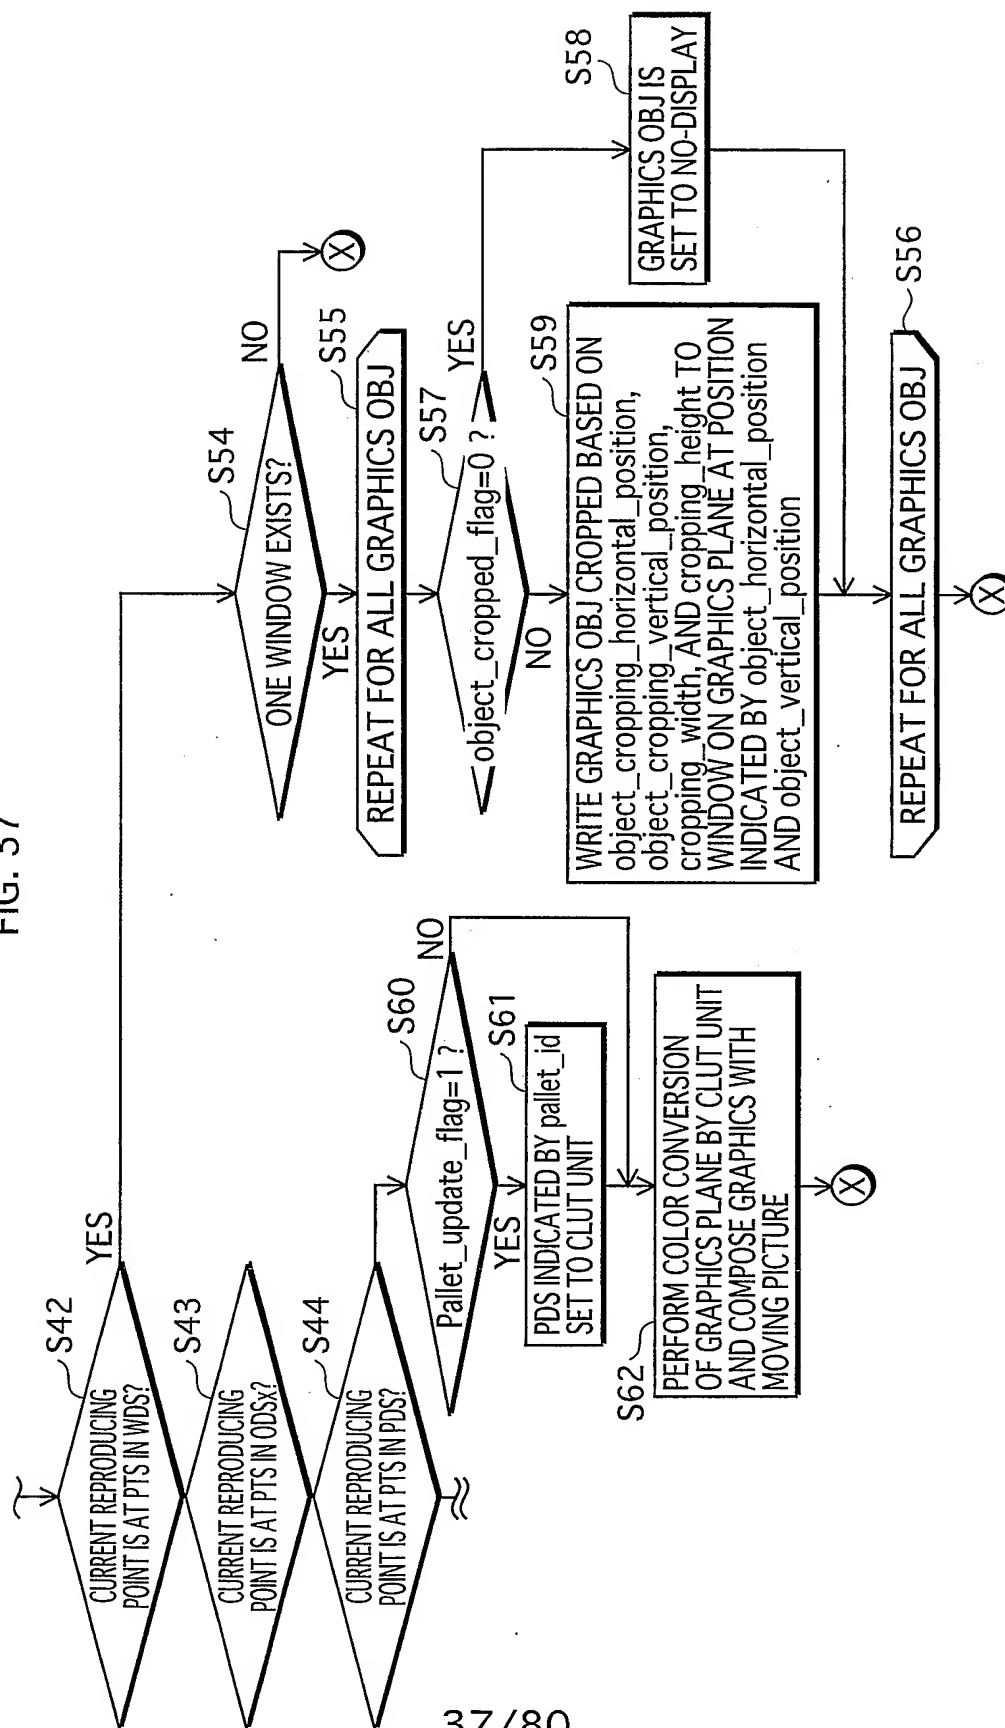 FIG. 37
S42
CURRENT REPRODUCING
POINT IS AT PTS IN WDS?
YES
S43
CURRENT REPRODUCING
POINT IS AT PTS IN ODSx?
S44
CURRENT REPRODUCING
POINT IS AT PTS IN PDS?
S60
Pallet_update_flag=1 ?
NO
YES
S61
PDS INDICATED BY pallet_id
SET TO CLUT UNIT
S62
PERFORM COLOR CONVERSION
OF GRAPHICS PLANE BY CLUT UNIT
AND COMPOSE GRAPHICS WITH
MOVING PICTURE
X
S54
ONE WINDOW EXISTS?
NO
X
YES
S55
REPEAT FOR ALL GRAPHICS OBJ
S57
object_cropped_flag=0 ?
YES
NO
S58
GRAPHICS OBJ IS
SET TO NO-DISPLAY
S59
WRITE GRAPHICS OBJ CROPPED BASED ON
object_cropping_horizontal_position,
object_cropping_vertical_position,
cropping_width, AND cropping_height TO
WINDOW ON GRAPHICS PLANE AT POSITION
INDICATED BY object_horizontal_position
AND object_vertical_position
S56
REPEAT FOR ALL GRAPHICS OBJ
X
37/80